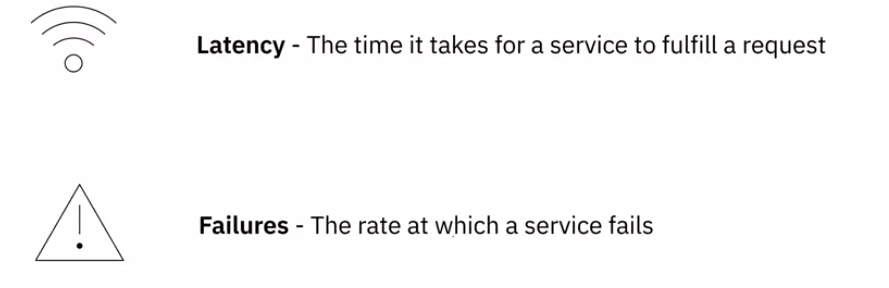 Latency - The time it takes for a service to fulfill a request
Failures - The rate at which a service fails